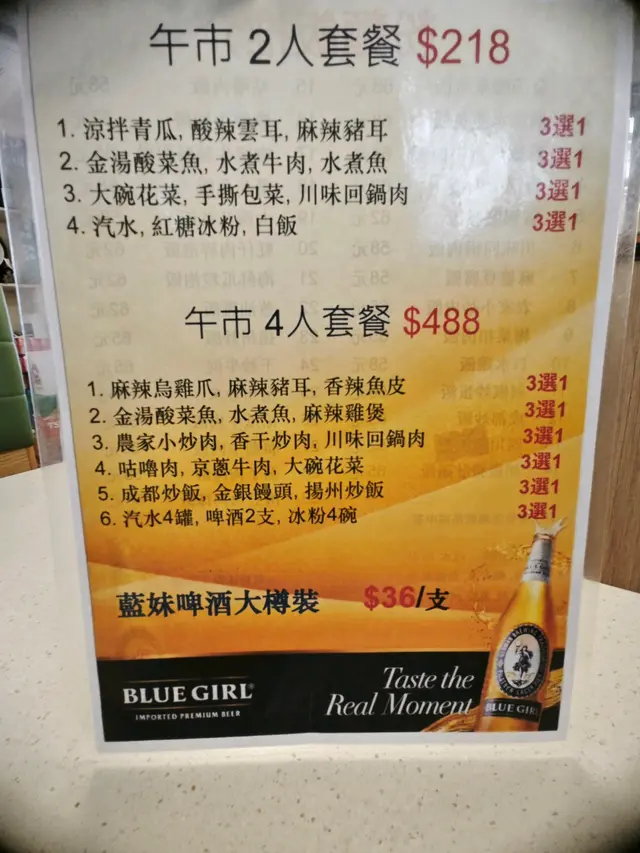 午市 2人套餐 $218
1. 涼拌青瓜, 酸辣雲耳, 麻辣豬耳 3選1
2. 金湯酸菜魚, 水煮牛肉, 水煮魚 3選1
3. 大碗花菜, 手撕包菜, 川味回鍋肉 3選1
4. 汽水, 紅糖冰粉, 白飯 3選1
午市 4人套餐 $488
1. 麻辣烏雞爪, 麻辣豬耳, 香辣魚皮 3選1
2. 金湯酸菜魚, 水煮魚, 麻辣雞煲 3選1
3. 農家小炒肉, 香干炒肉, 川味回鍋肉 3選1
4. 咕嚕肉, 京蔥牛肉, 大碗花菜 3選1
5. 成都炒飯, 金銀饅頭, 揚州炒飯 3選1
6. 汽水4罐, 啤酒2支, 冰粉4碗 3選1
藍妹啤酒大樽裝 $36/支
BLUE GIRL®
IMPORTED PREMIUM BEER
Taste the
Real Moment
BLUE GIRL